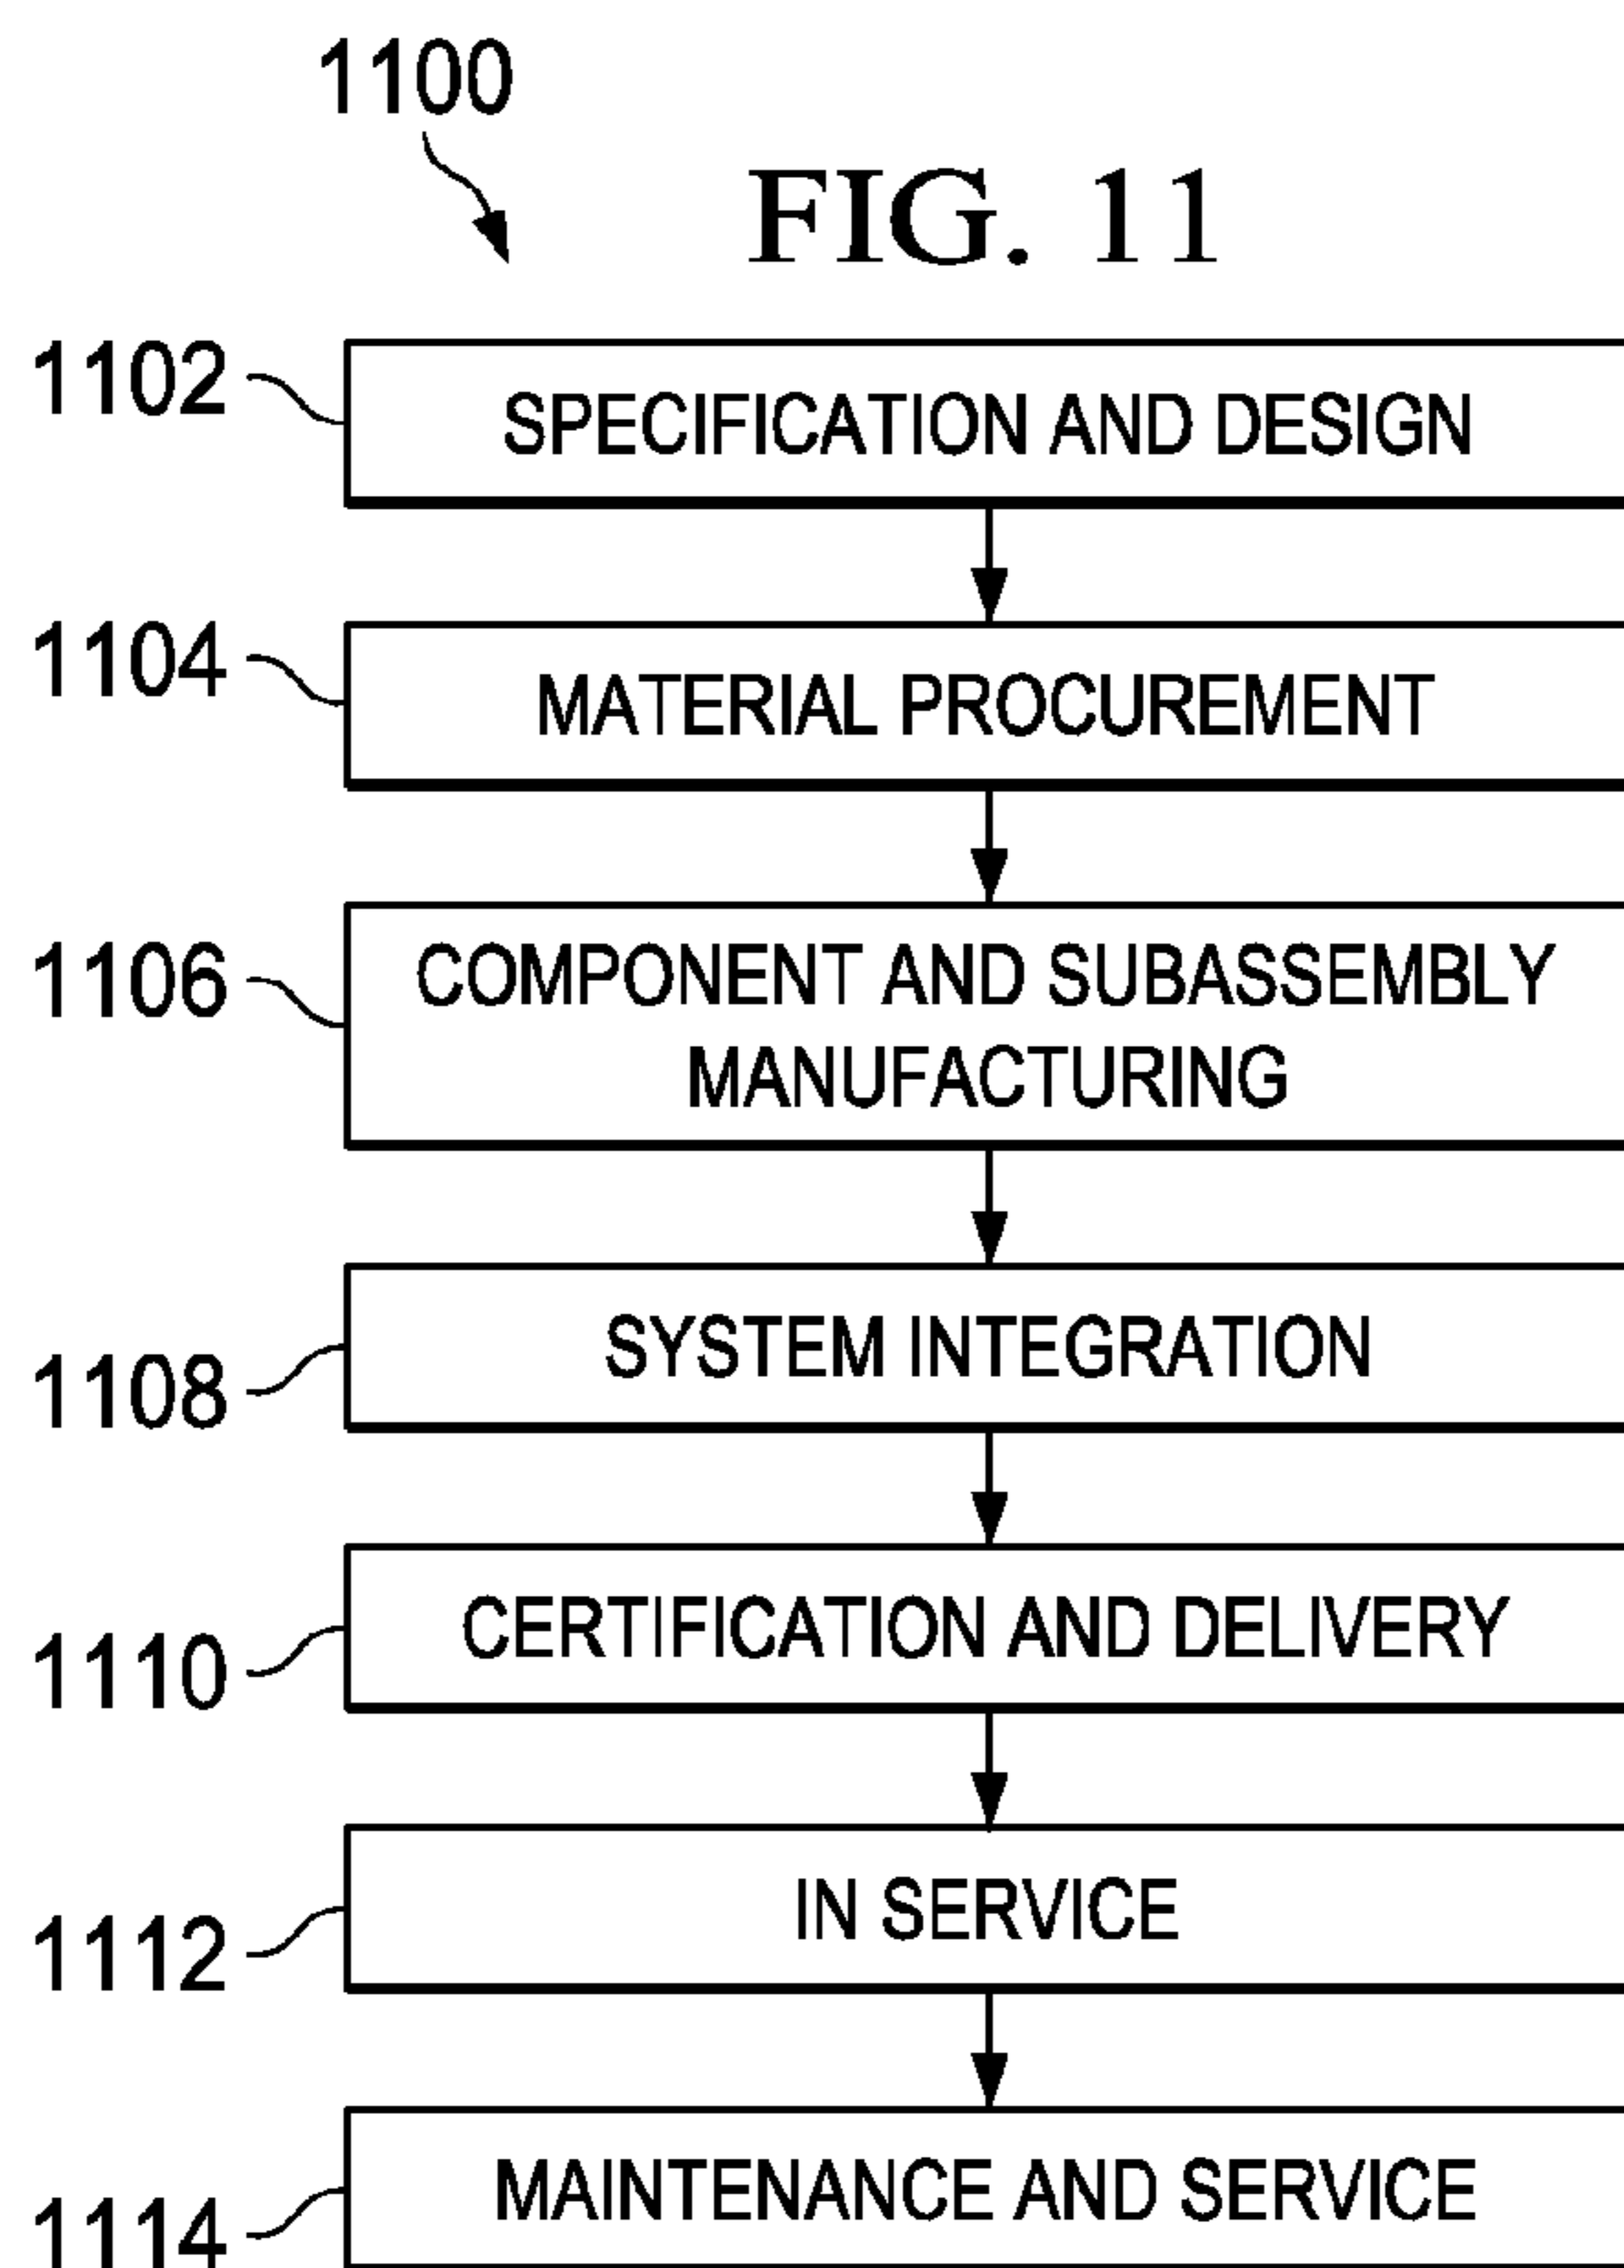 1100
FIG. 11
1102
SPECIFICATION AND DESIGN
1104
MATERIAL PROCUREMENT
1106
COMPONENT AND SUBASSEMBLY
MANUFACTURING
1108
SYSTEM INTEGRATION
1110
CERTIFICATION AND DELIVERY
1112
IN SERVICE
1114
MAINTENANCE AND SERVICE